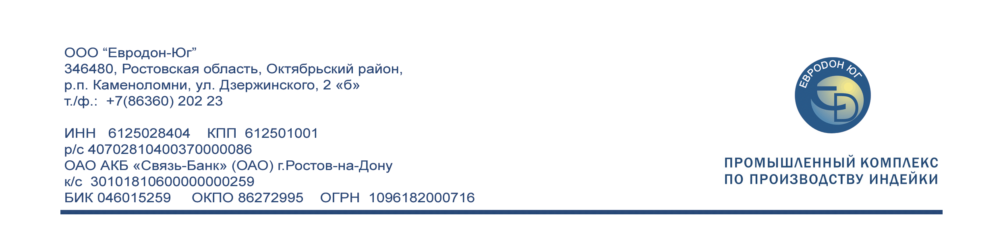 ООО “Евродон-Юг”
346480, Ростовская область, Октябрьский район,
р.п. Каменоломни, ул. Дзержинского, 2 «б»
т./ф.: +7(86360) 202 23
ИНН 6125028404 КПП 612501001
р/с 40702810400370000086
ОАО АКБ «Связь-Банк» (ОАО) г.Ростов-на-Дону
к/с 30101810600000000259
БИК 046015259 ОКПО 86272995 ОГРН 1096182000716
ЕВРОDОН ЮГ
ПРОМЫШЛЕННЫЙ КОМПЛЕКС
ПО ПРОИЗВОДСТВУ ИНДЕЙКИ